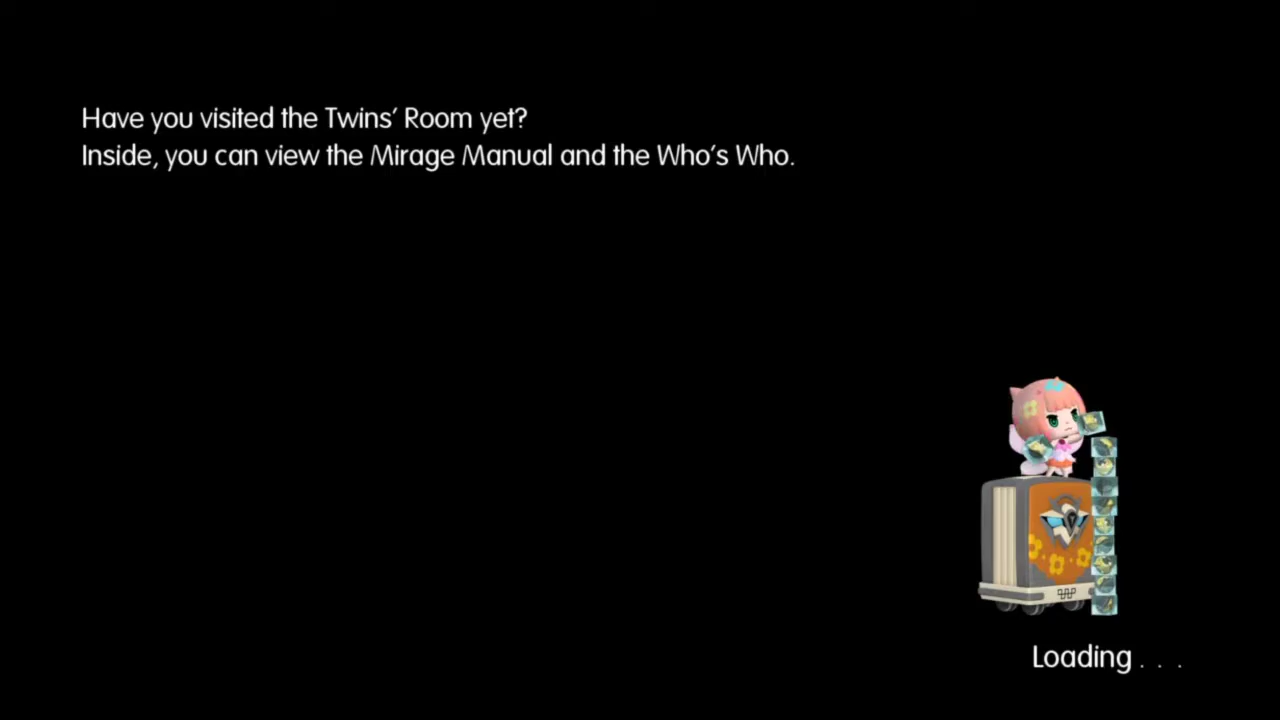 Have you visited the Twins' Room yet?
Inside, you can view the Mirage Manual and the Who's Who.
Loading . . .